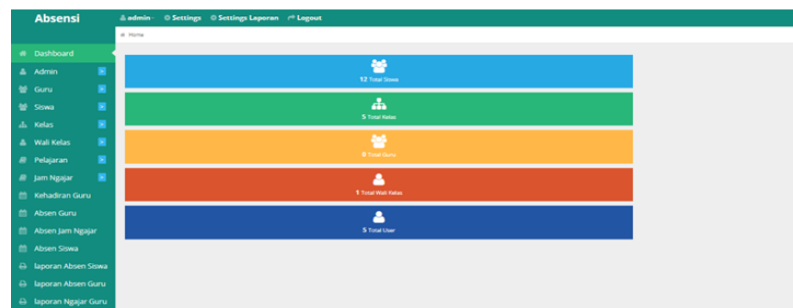 Absensi
admin Settings Settings Laporan Logout
Home
Dashboard
Admin
Guru
Siswa
Kelas
Wali Kelas
Pelajaran
Jam Ngajar
Kehadiran Guru
Absen Guru
Absen Jam Ngajar
Absen Siswa
laporan Absen Siswa
laporan Absen Guru
laporan Ngajar Guru
12 Total Siswa
5 Total Kelas
Total Guru
1 Total Wali Kelas
5 Total User